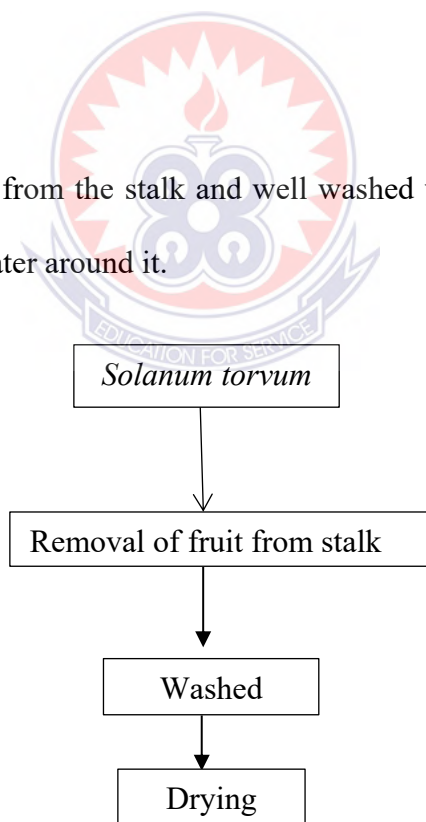 from the stalk and well washed
ater around it.
EDUCATION FOR SERVICE
Solanum torvum
Removal of fruit from stalk
Washed
Drying